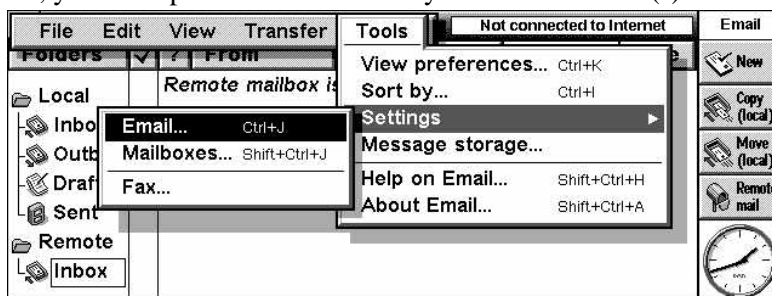 File Edit View Transfer Tools Not connected to Internet Email
Folders ✓ ? From
View preferences... Ctrl+K
New
Remote mailbox is
Local
Sort by... Ctrl+I
Copy (local)
Inbo
Email... Ctrl+J
Settings
Outb
Mailboxes... Shift+Ctrl+J
Message storage...
Move (local)
Draf
Fax...
Help on Email... Shift+Ctrl+H
Remote mail
Sent
About Email... Shift+Ctrl+A
Remote
Inbox